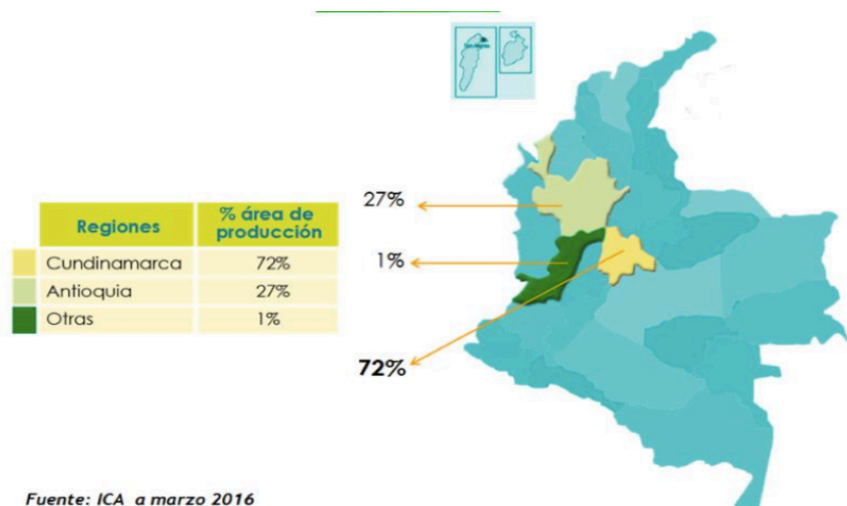 27%
Regiones
% área de
producción
Cundinamarca
72%
Antioquia
27%
Otras
1%
1%
72%
Fuente: ICA a marzo 2016